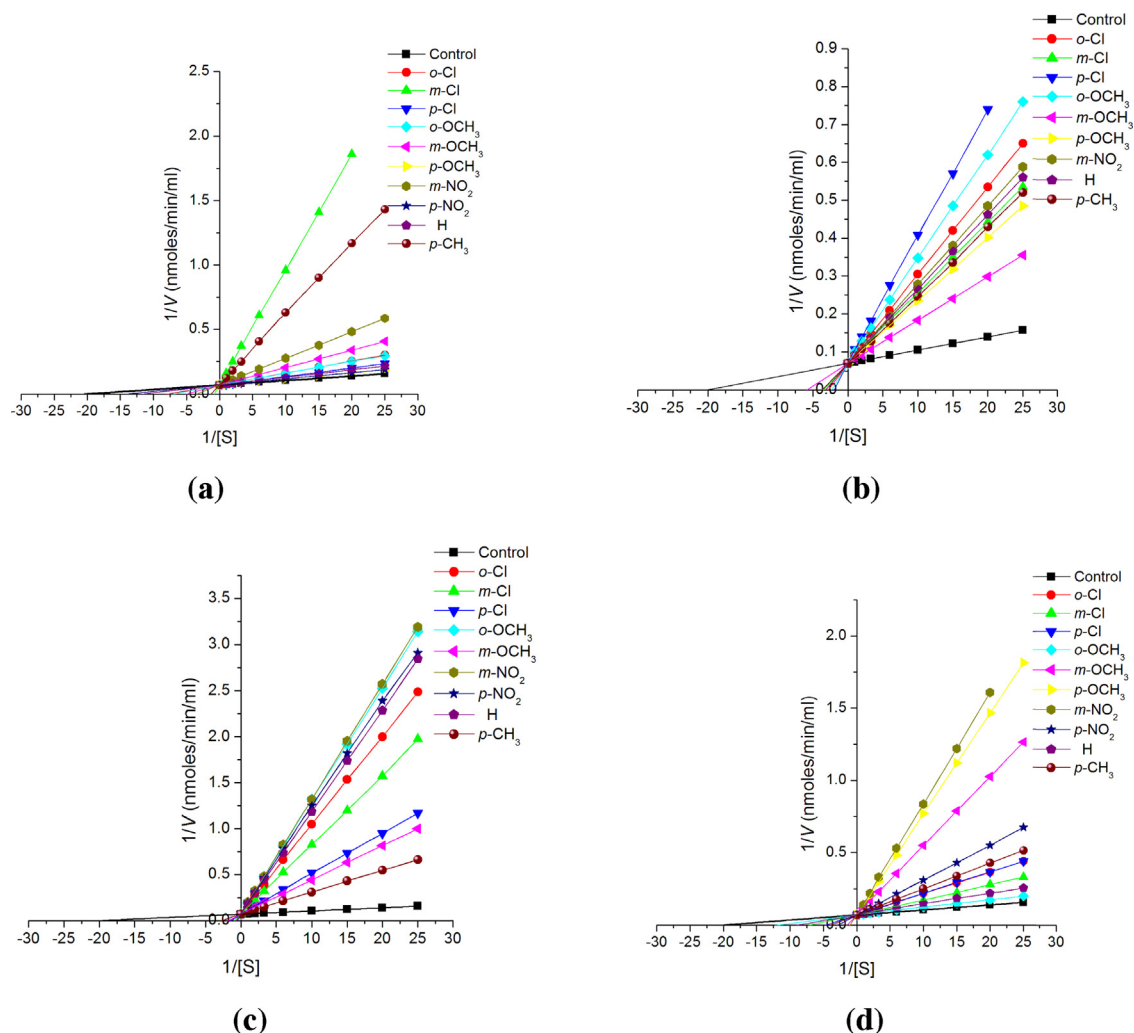 Control
o-Cl
m-Cl
p-Cl
o-OCH3
m-OCH3
p-OCH3
m-NO2
p-NO2
H
p-CH3
2.5
2.0
1.5
1.0
0.5
0.0
1/V (nmoles/min/ml)
-30 -25 -20 -15 -10 -5 0 5 10 15 20 25 30
1/[S]
(a)
Control
o-Cl
m-Cl
p-Cl
o-OCH3
m-OCH3
p-OCH3
m-NO2
H
p-CH3
0.9
0.8
0.7
0.6
0.5
0.4
0.3
0.2
0.1
0.0
1/V (nmoles/min/ml)
-30 -25 -20 -15 -10 -5 0 5 10 15 20 25 30
1/[S]
(b)
Control
o-Cl
m-Cl
p-Cl
o-OCH3
m-OCH3
m-NO2
p-NO2
H
p-CH3
3.5
3.0
2.5
2.0
1.5
1.0
0.5
0.0
1/V (nmoles/min/ml)
-30 -25 -20 -15 -10 -5 0 5 10 15 20 25 30
1/[S]
(c)
Control
o-Cl
m-Cl
p-Cl
o-OCH3
m-OCH3
p-OCH3
m-NO2
p-NO2
H
p-CH3
2.0
1.5
1.0
0.5
0.0
1/V (nmoles/min/ml)
-30 -25 -20 -15 -10 -5 0 5 10 15 20 25 30
1/[S]
(d)